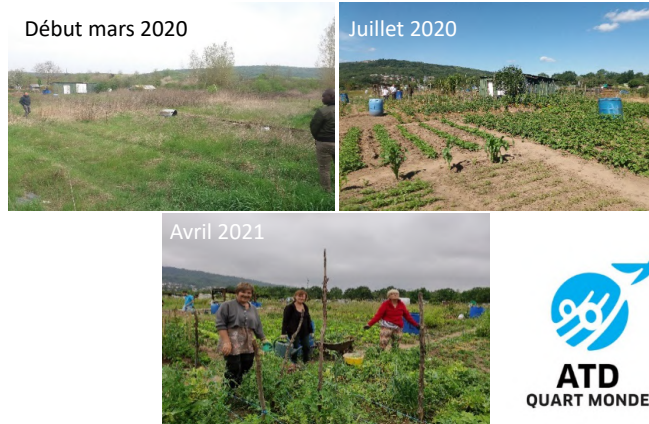 Début mars 2020
Juillet 2020
Avril 2021
ATD
QUART MONDE